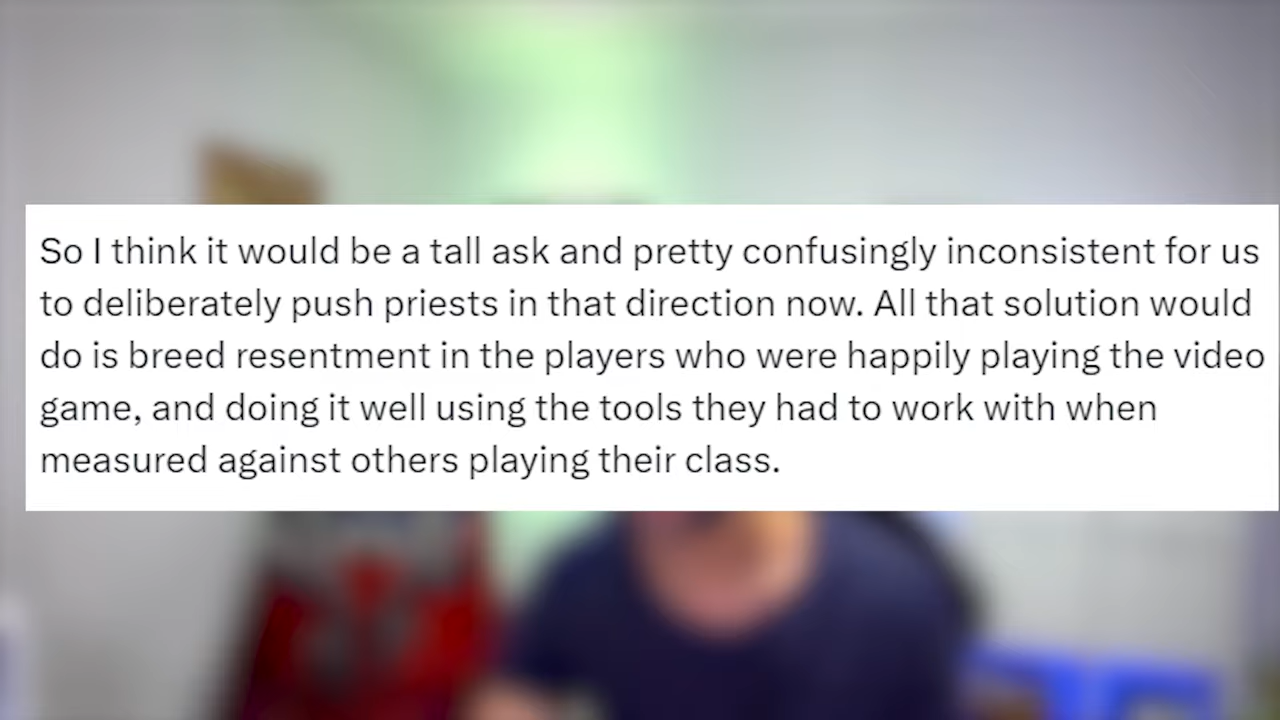 So I think it would be a tall ask and pretty confusingly inconsistent for us
to deliberately push priests in that direction now. All that solution would
do is breed resentment in the players who were happily playing the video
game, and doing it well using the tools they had to work with when
measured against others playing their class.